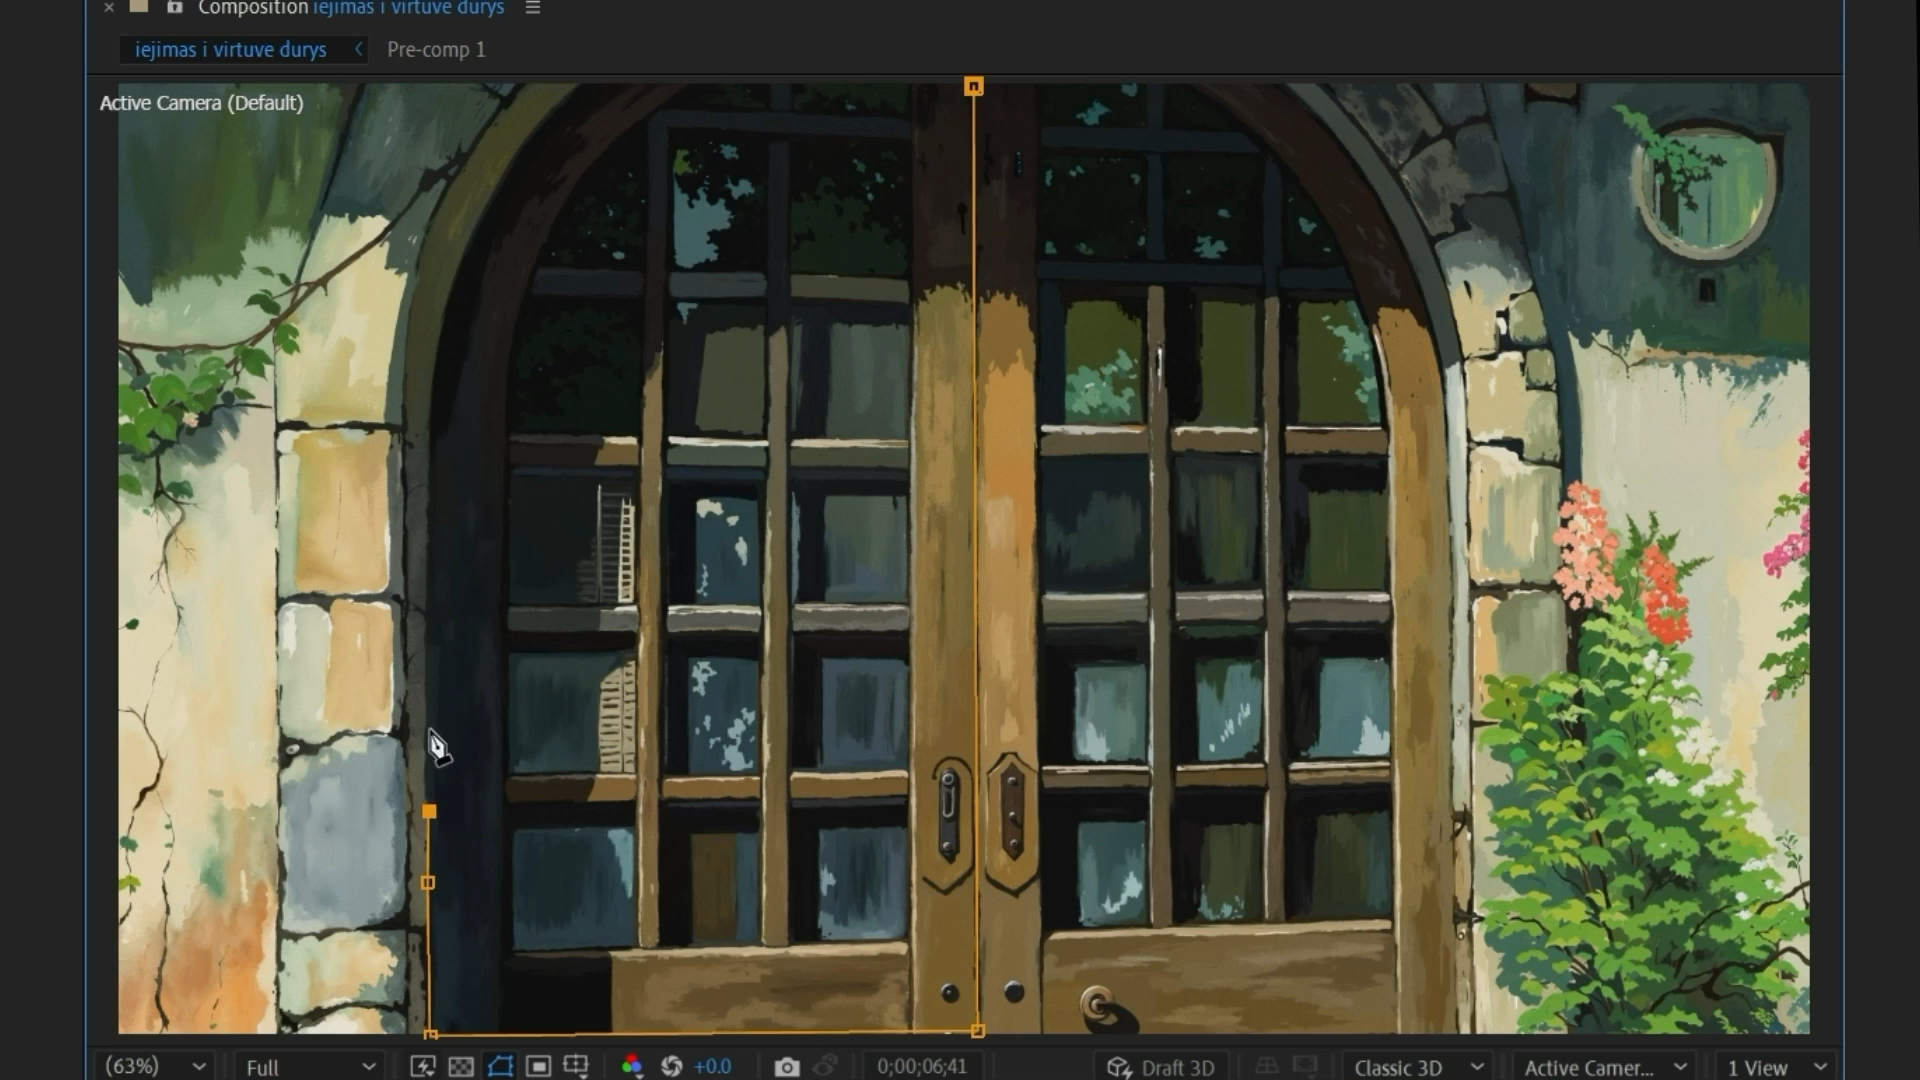 Composition iejimas i virtuve durys
iejimas i virtuve durys Pre-comp 1
Active Camera (Default)
(63%) Full +0.0 0;00;06;41 Draft 3D Classic 3D Active Camer... 1 View